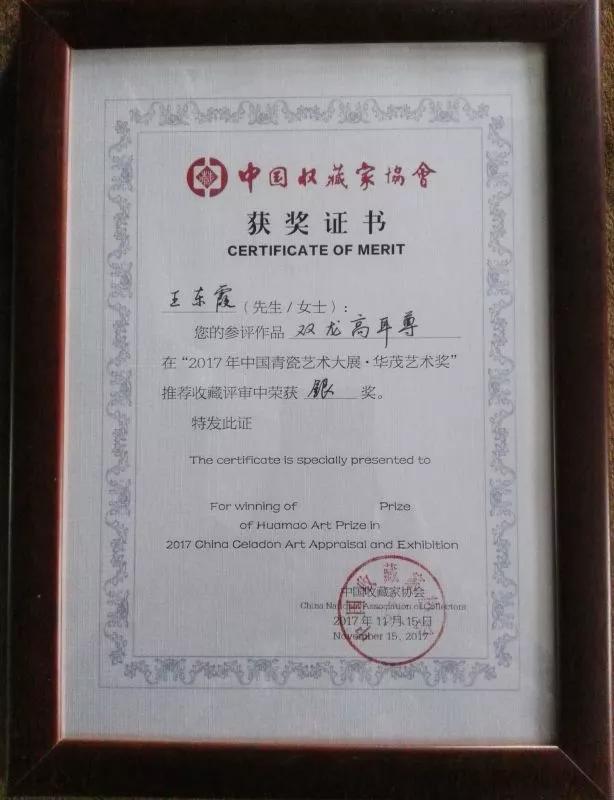 中国收藏家協會
获奖证书
CERTIFICATE OF MERIT
王东霞（先生/女士）：
您的参评作品 双龙高耳尊
在“2017年中国青瓷艺术大展·华茂艺术奖”
推荐收藏评审中荣获 銀 奖。
特发此证
The certificate is specially presented to
For winning of Prize
of Huamao Art Prize in
2017 China Celadon Art Appraisal and Exhibition
中国收藏家协会
China National Association of Collectors
2017年11月15日
November 15, 2017